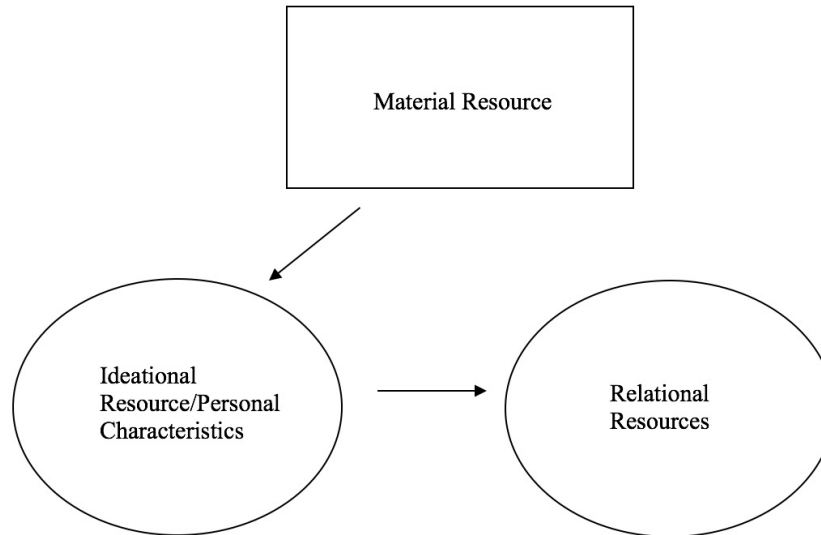 Material Resource
Ideational
Resource/Personal
Characteristics
Relational
Resources